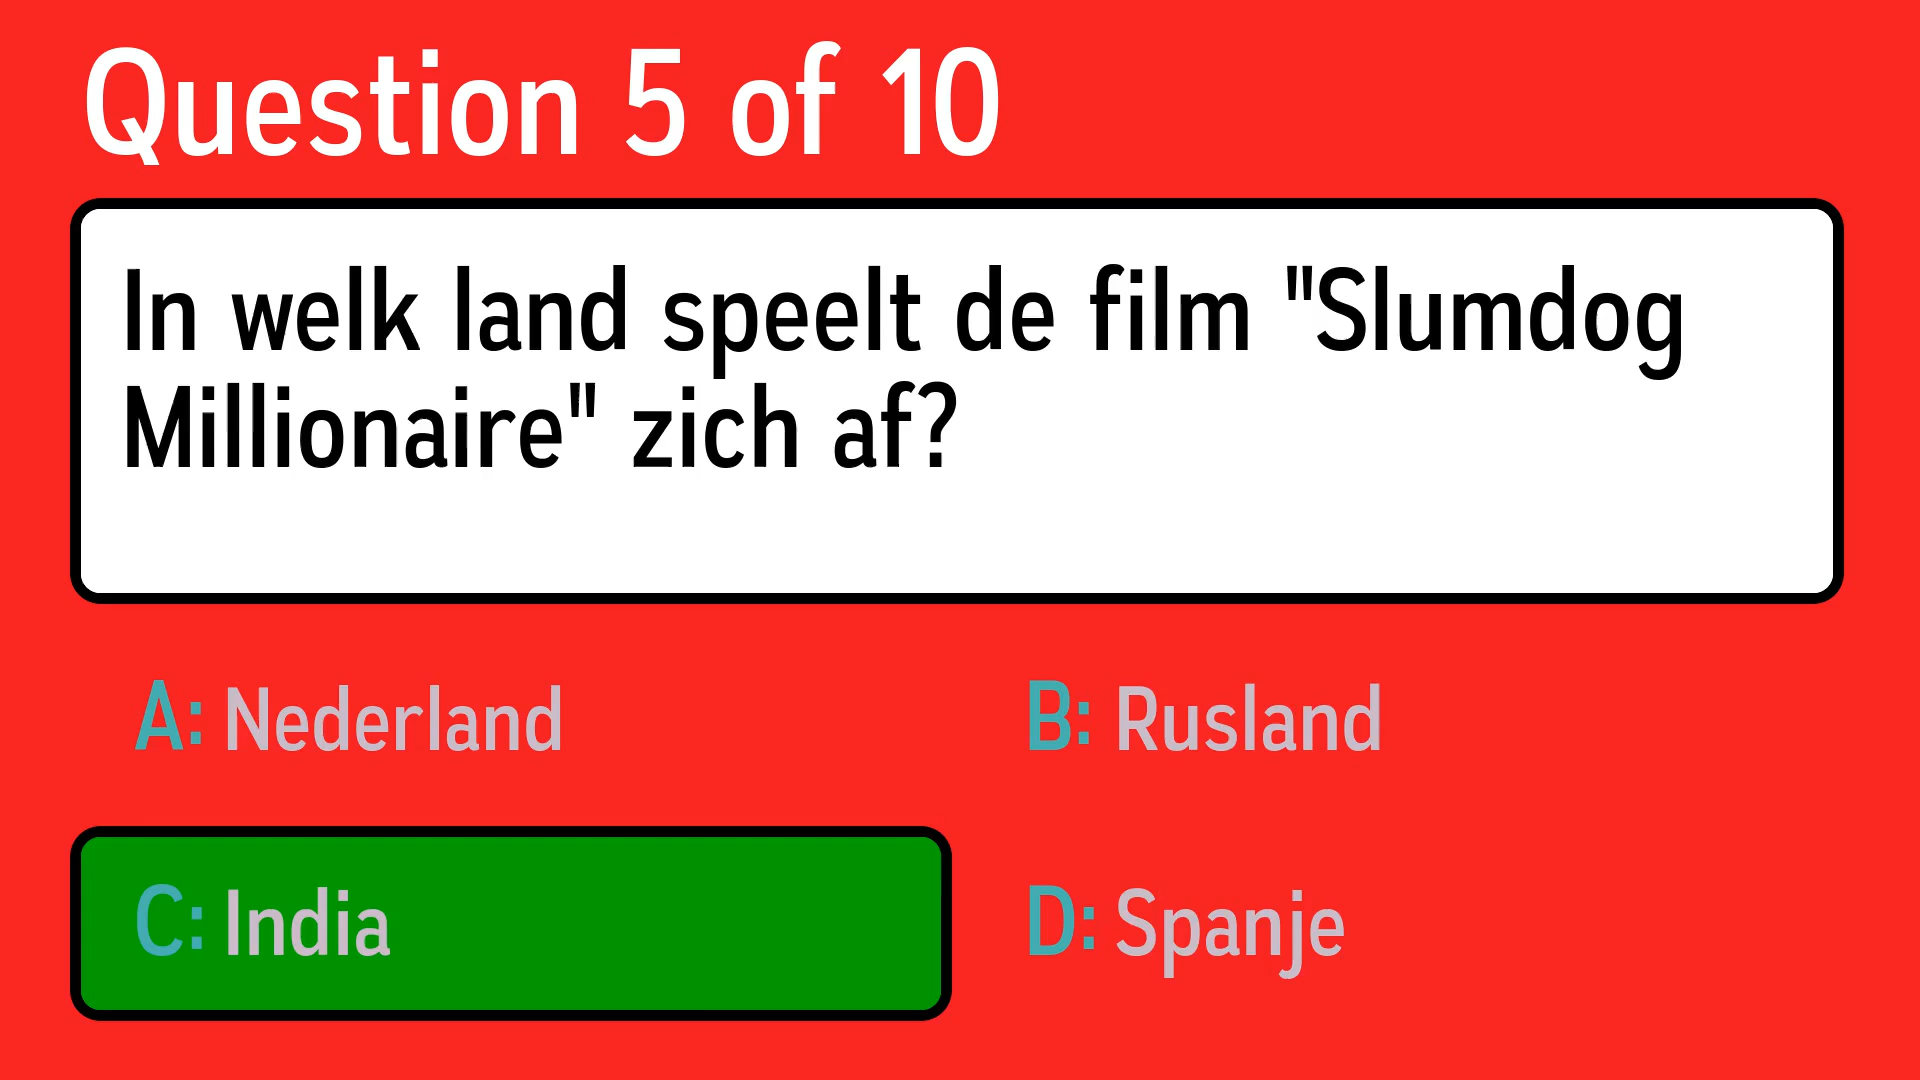 Question 5 of 10
In welk land speelt de film "Slumdog
Millionaire" zich af?
A: Nederland
B: Rusland
C: India
D: Spanje